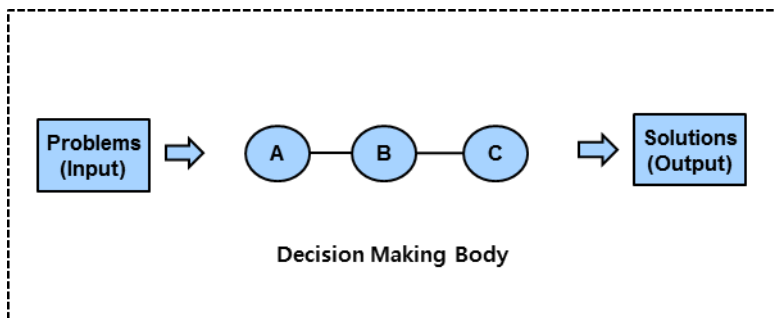 Problems
(Input)
A
B
C
Solutions
(Output)
Decision Making Body